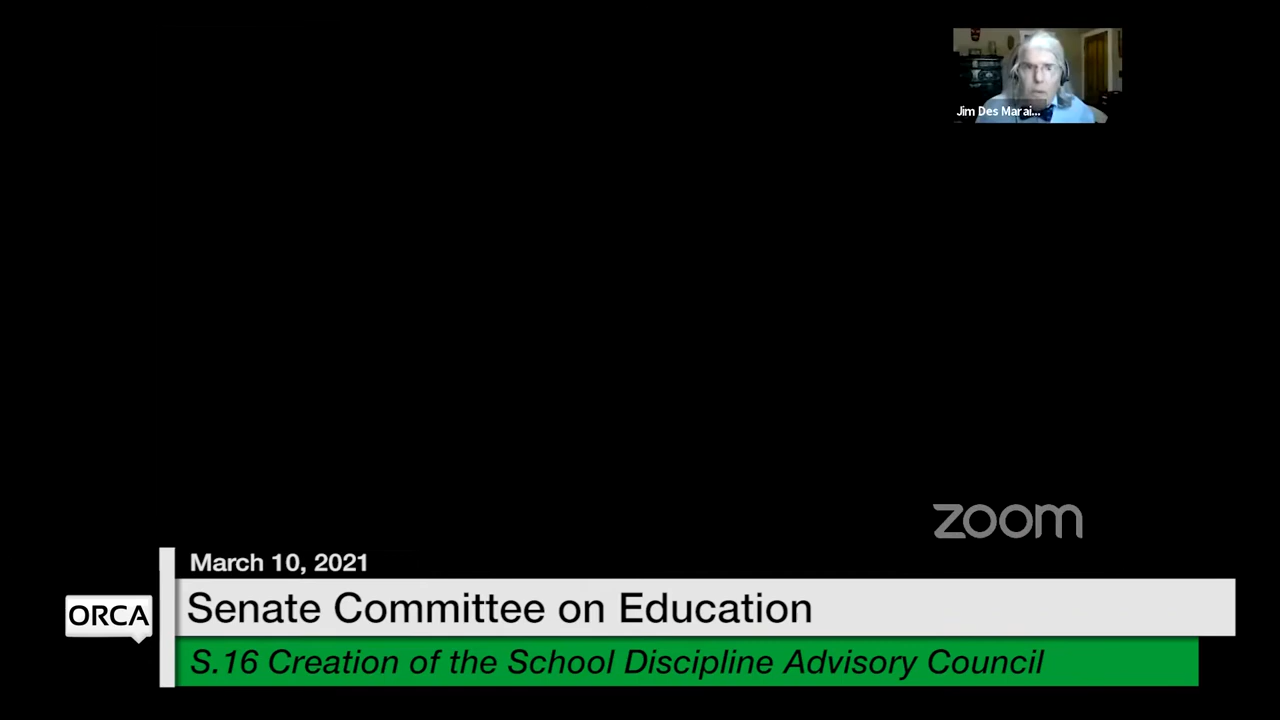 Jim Des Marai...
zoom
March 10, 2021
Senate Committee on Education
ORCA
S.16 Creation of the School Discipline Advisory Council